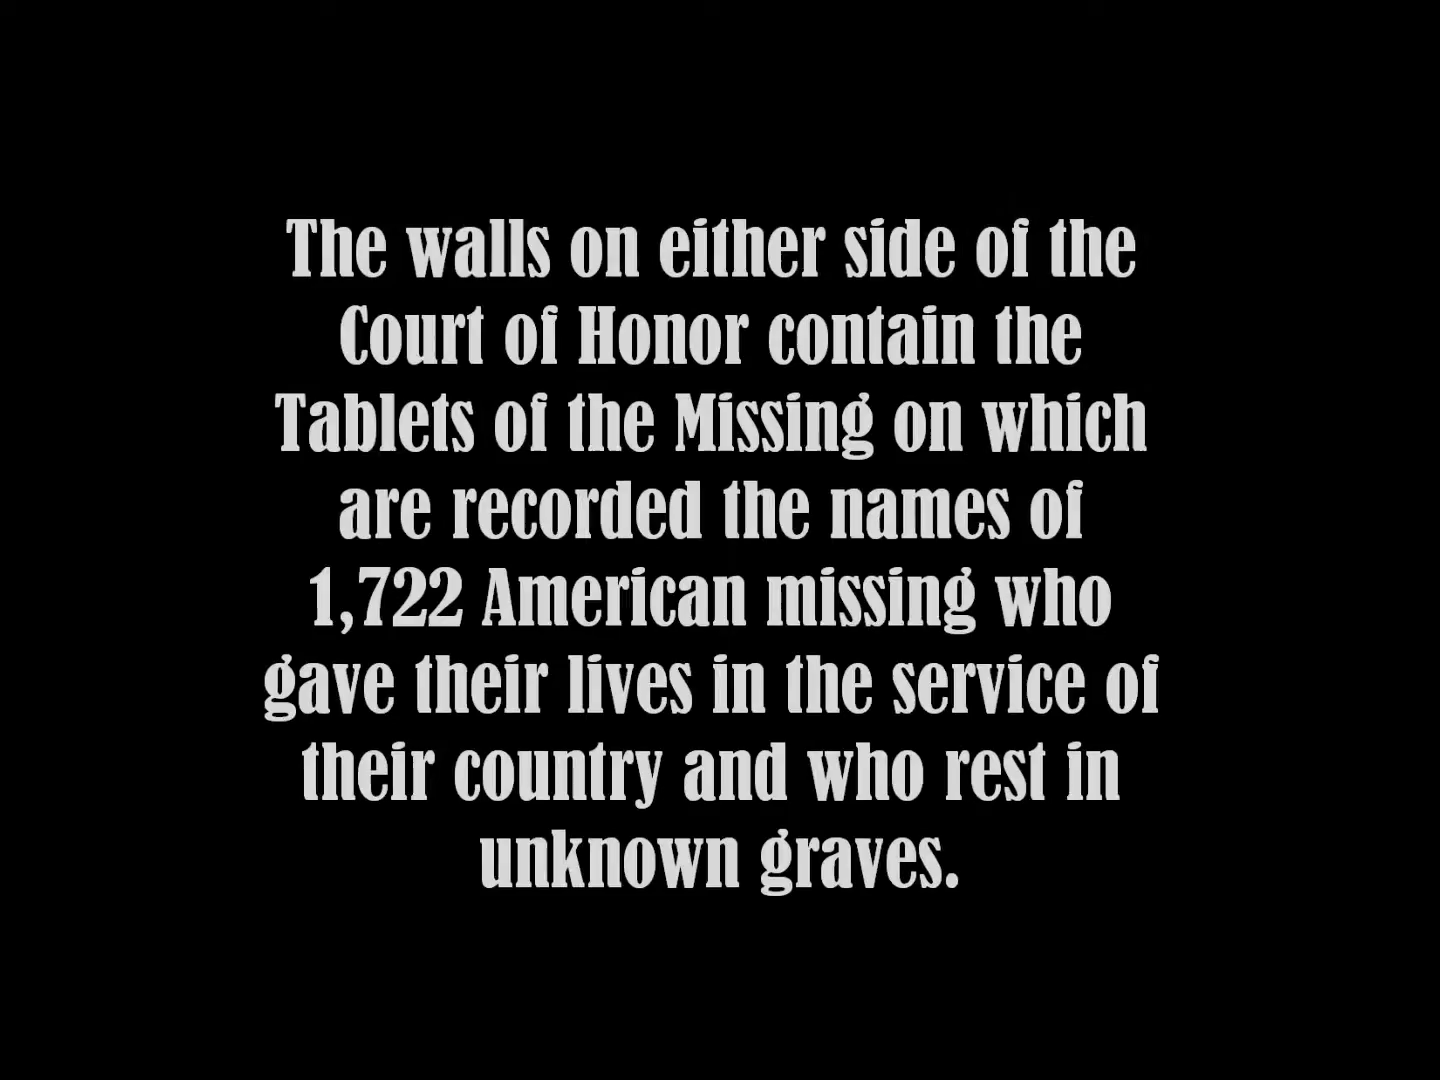 The walls on either side of the
Court of Honor contain the
Tablets of the Missing on which
are recorded the names of
1,722 American missing who
gave their lives in the service of
their country and who rest in
unknown graves.